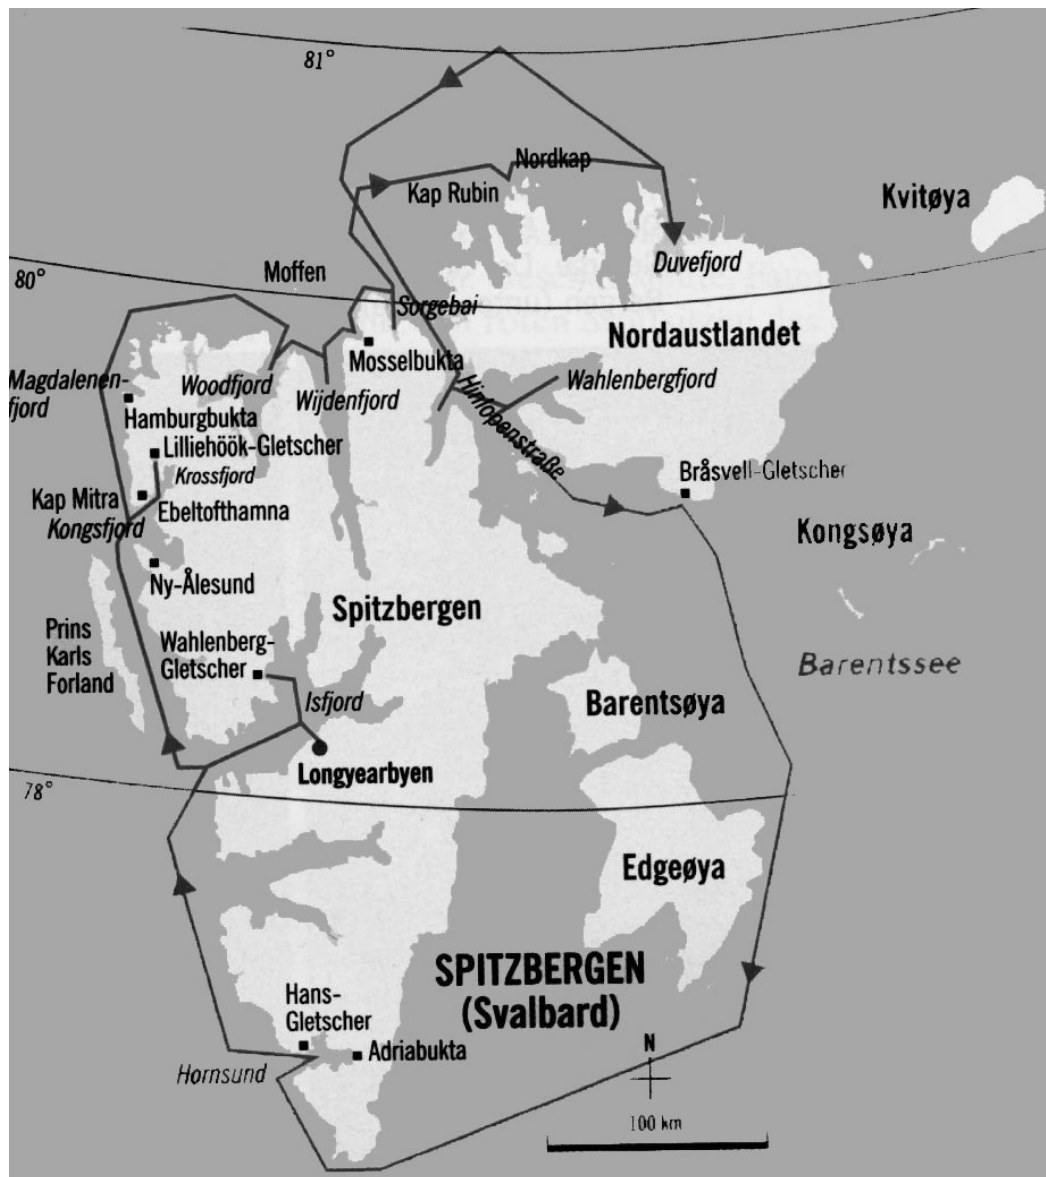 81°
Nordkap
Kap Rubin
Kvitøya
Duvefjord
80°
Moffen
Sorgebai
Nordaustlandet
Mosselbukta
Wahlenbergfjord
Magdalenen-
fjord
Woodfjord
Wijdenfjord
Hinlopenstraße
Hamburgbukta
Lilliehöök-Gletscher
Krossfjord
Bråsvell-Gletscher
Kap Mitra
Ebeltofthamna
Kongsfjord
Kongsøya
Ny-Ålesund
Spitzbergen
Prins
Karls
Forland
Wahlenberg-
Gletscher
Barentssee
Isfjord
Barentsøya
Longyearbyen
78°
Edgeøya
SPITZBERGEN
(Svalbard)
Hans-
Gletscher
Adriabukta
Hornsund
N
100 km